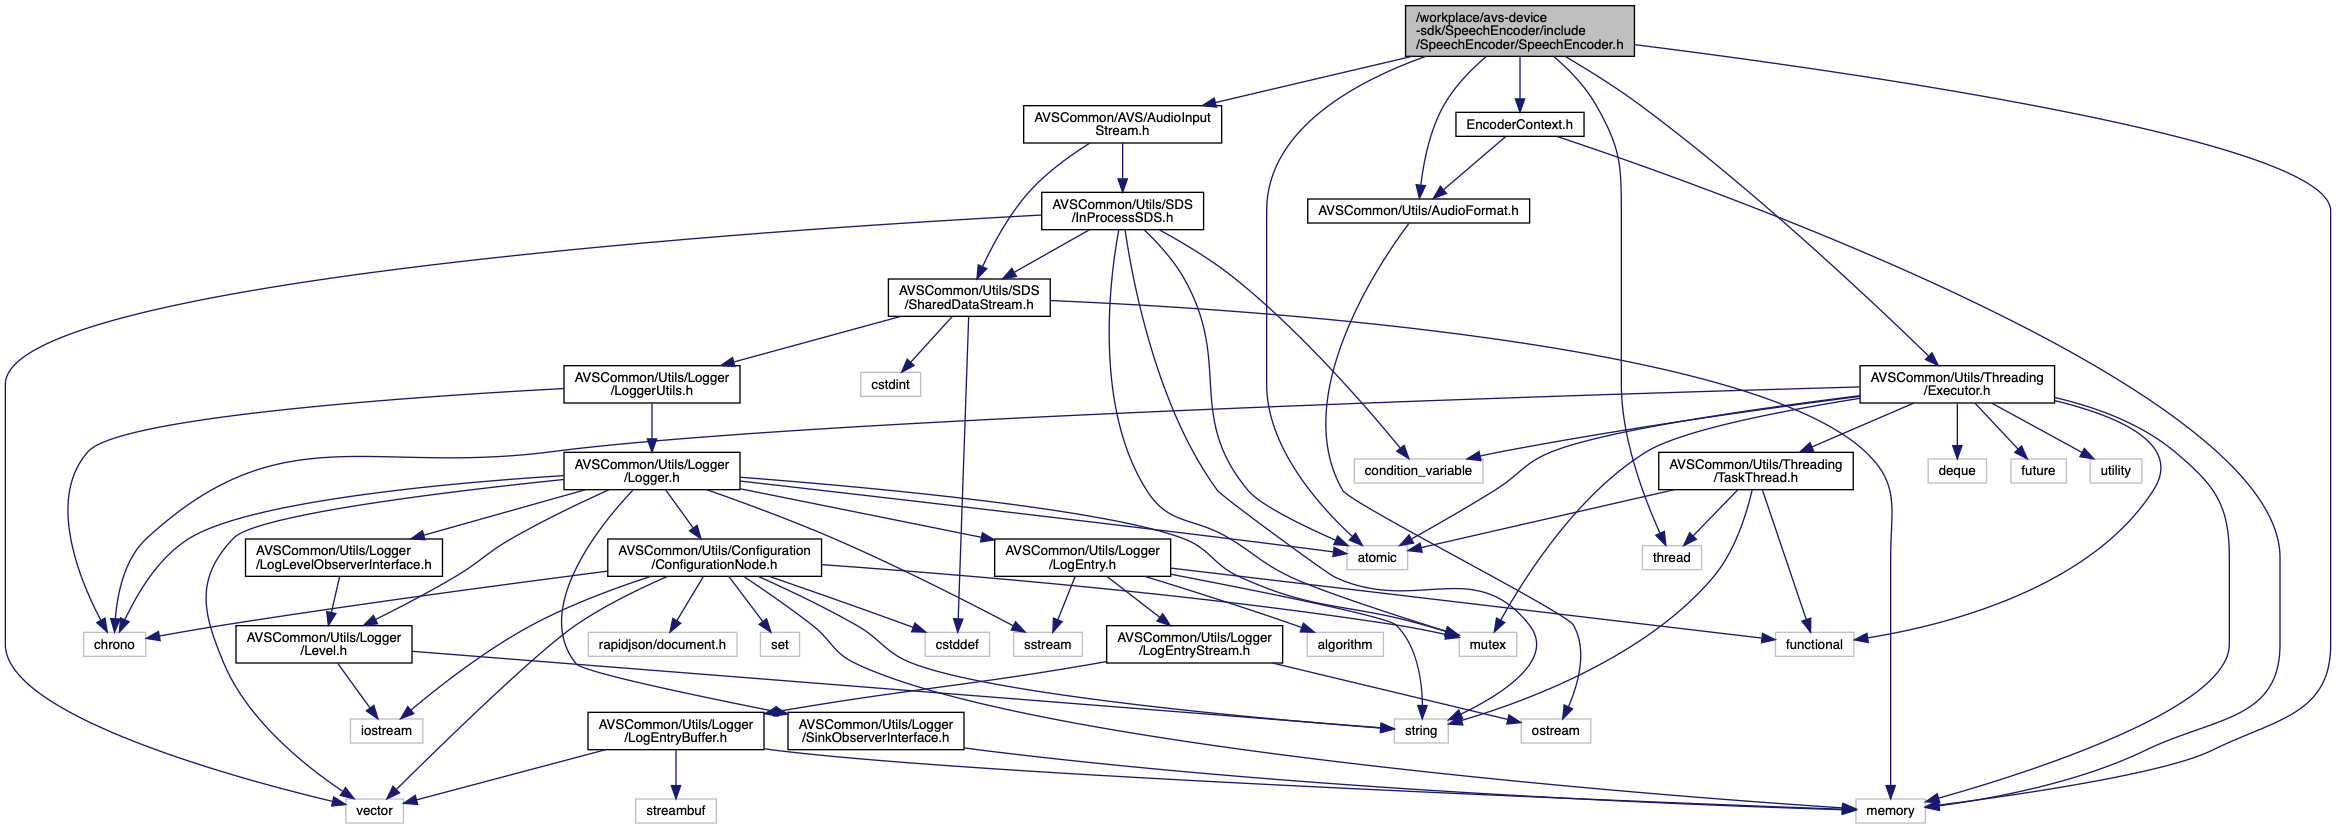 /workplace/avs-device
-sdk/SpeechEncoder/include
/SpeechEncoder/SpeechEncoder.h
AVSCommon/AVS/AudioInput
Stream.h
EncoderContext.h
AVSCommon/Utils/SDS
/InProcessSDS.h
AVSCommon/Utils/AudioFormat.h
AVSCommon/Utils/SDS
/SharedDataStream.h
AVSCommon/Utils/Logger
/LoggerUtils.h
cstdint
AVSCommon/Utils/Threading
/Executor.h
AVSCommon/Utils/Logger
/Logger.h
condition_variable
AVSCommon/Utils/Threading
/TaskThread.h
deque
future
utility
AVSCommon/Utils/Logger
/LogLevelObserverInterface.h
AVSCommon/Utils/Configuration
/ConfigurationNode.h
AVSCommon/Utils/Logger
/LogEntry.h
atomic
thread
chrono
AVSCommon/Utils/Logger
/Level.h
rapidjson/document.h
set
cstddef
sstream
AVSCommon/Utils/Logger
/LogEntryStream.h
algorithm
mutex
functional
iostream
AVSCommon/Utils/Logger
/LogEntryBuffer.h
AVSCommon/Utils/Logger
/SinkObserverInterface.h
string
ostream
vector
streambuf
memory